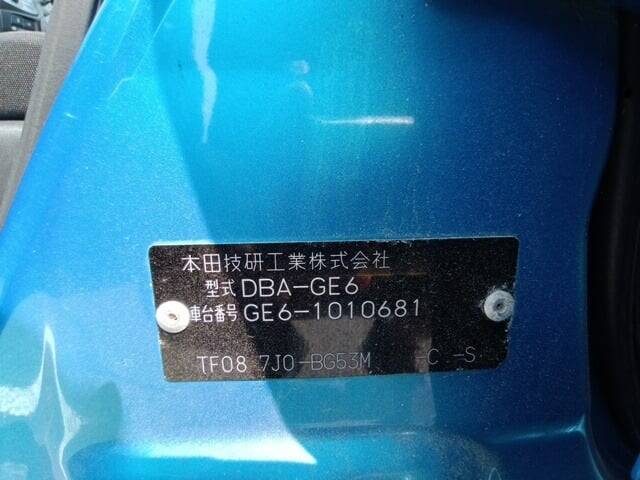 本田技研工業株式会社
型式 DBA-GE6
車台番号 GE6-1010681
TF08 7J0-BG53M -C -S